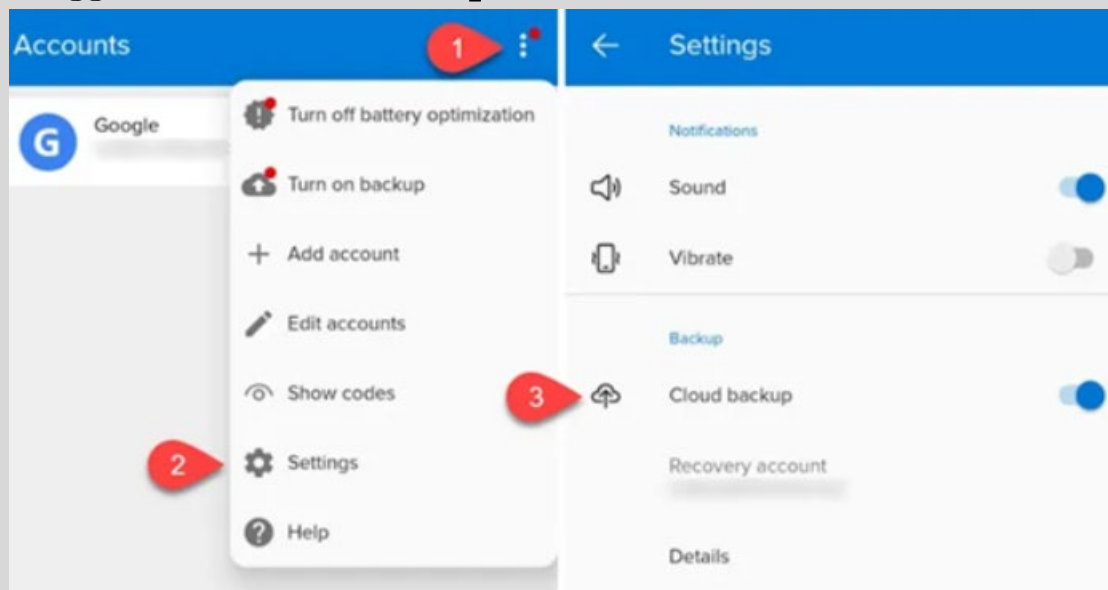 Accounts
1
G
Google
Turn off battery optimization
Turn on backup
Add account
Edit accounts
Show codes
2
Settings
Help
Settings
Notifications
Sound
Vibrate
Backup
3
Cloud backup
Recovery account
Details